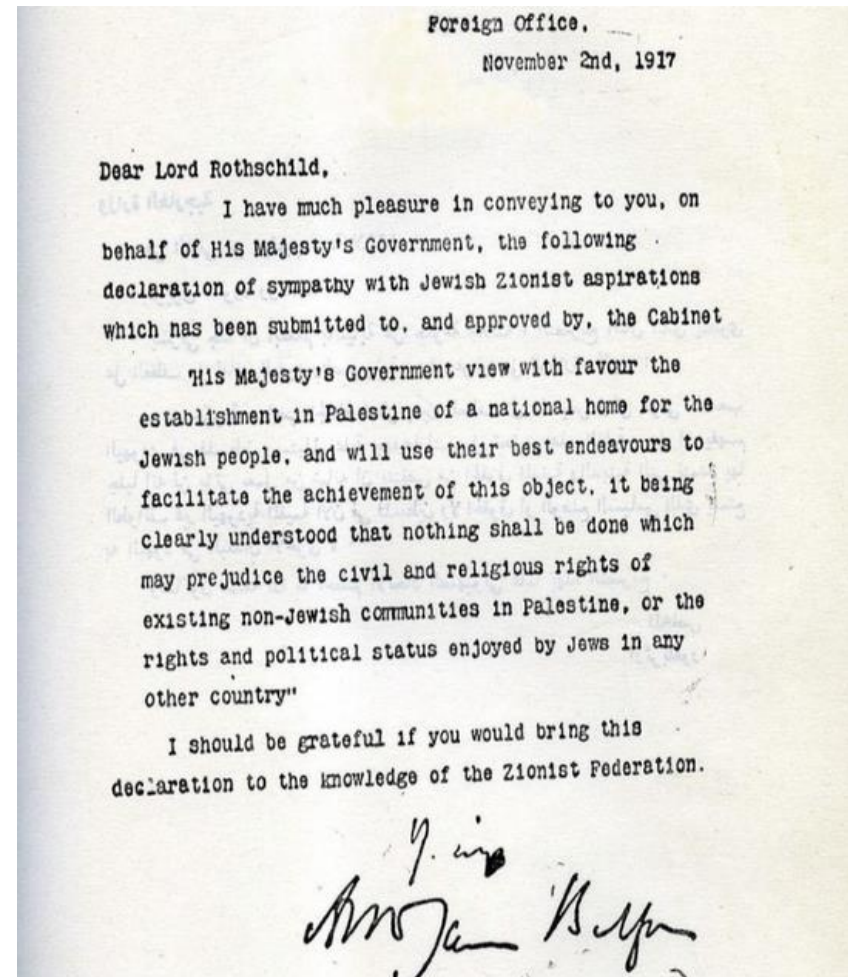 Foreign Office,
November 2nd, 1917
Dear Lord Rothschild,
I have much pleasure in conveying to you, on
behalf of His Majesty's Government, the following
declaration of sympathy with Jewish Zionist aspirations
which has been submitted to, and approved by, the Cabinet
"His Majesty's Government view with favour the
establishment in Palestine of a national home for the
Jewish people, and will use their best endeavours to
facilitate the achievement of this object, it being
clearly understood that nothing shall be done which
may prejudice the civil and religious rights of
existing non-Jewish communities in Palestine, or the
rights and political status enjoyed by Jews in any
other country"
I should be grateful if you would bring this
declaration to the knowledge of the Zionist Federation.
Arthur James Balfour